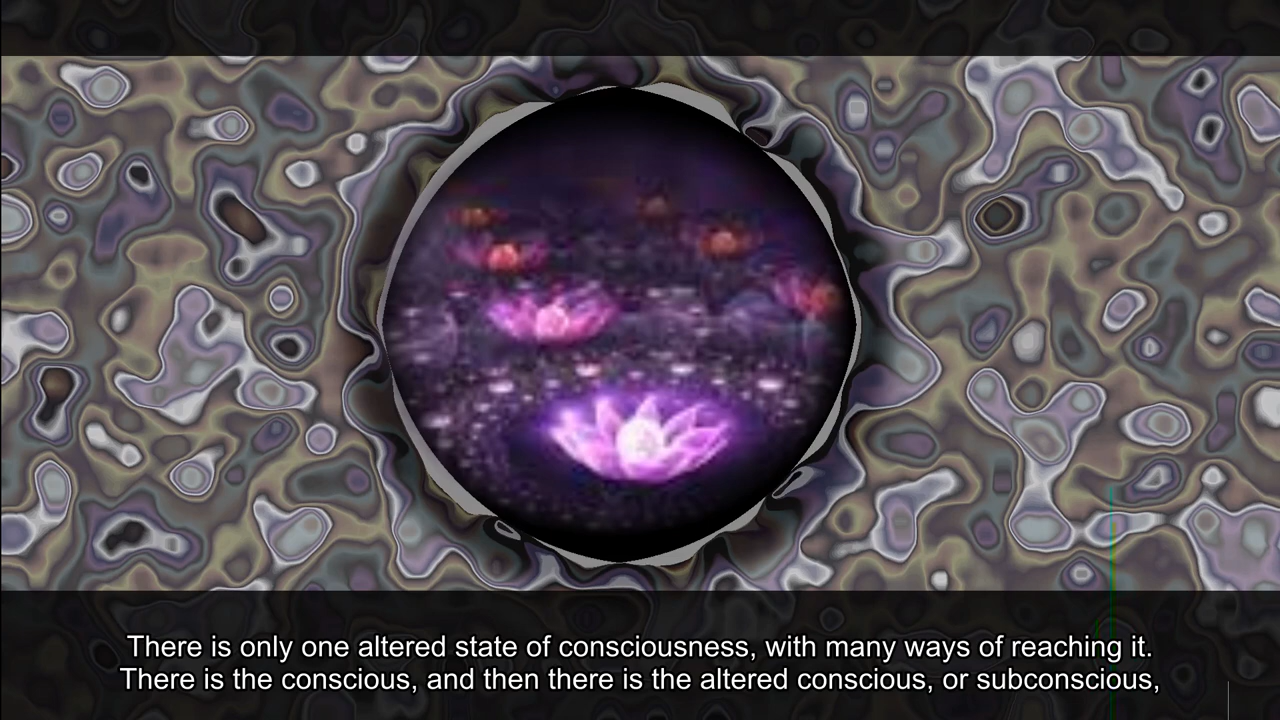 There is only one altered state of consciousness, with many ways of reaching it.
There is the conscious, and then there is the altered conscious, or subconscious,